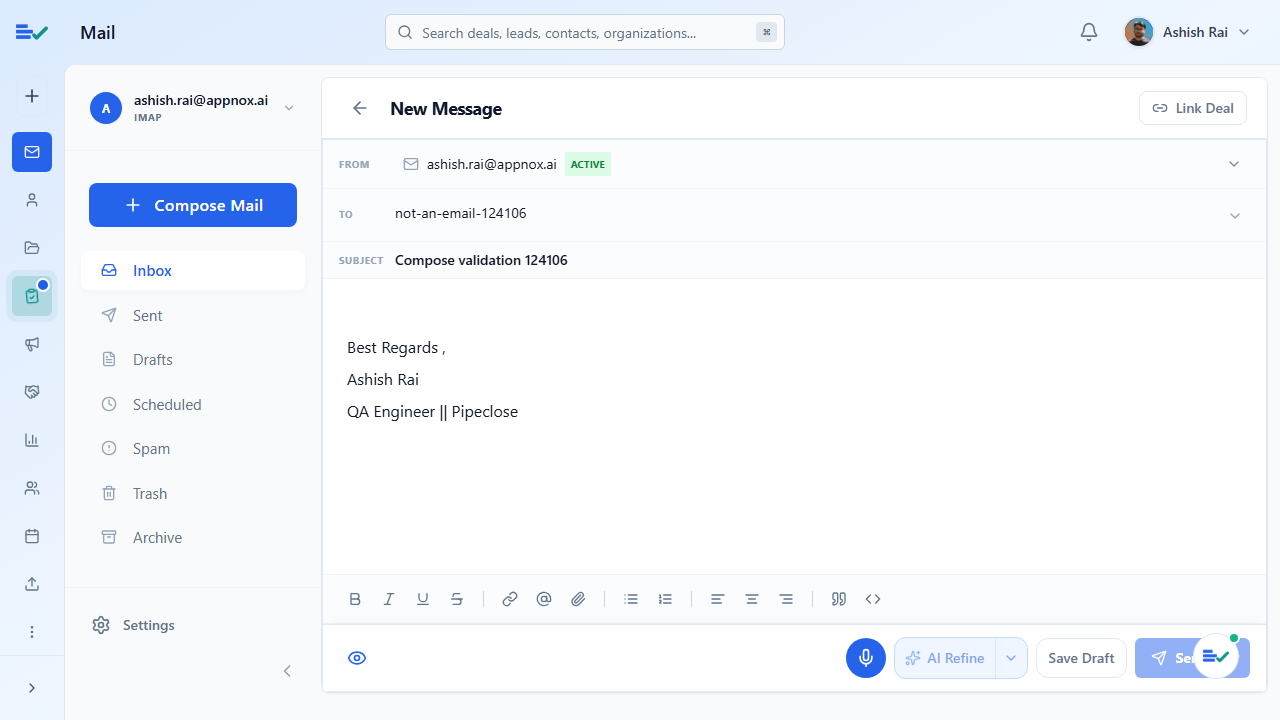 Mail
Search deals, leads, contacts, organizations...
⌘
Ashish Rai
A
ashish.rai@appnox.ai
IMAP
Compose Mail
Inbox
Sent
Drafts
Scheduled
Spam
Trash
Archive
Settings
New Message
Link Deal
FROM ashish.rai@appnox.ai ACTIVE
TO not-an-email-124106
SUBJECT Compose validation 124106
Best Regards ,
Ashish Rai
QA Engineer || Pipeclose
AI Refine
Save Draft